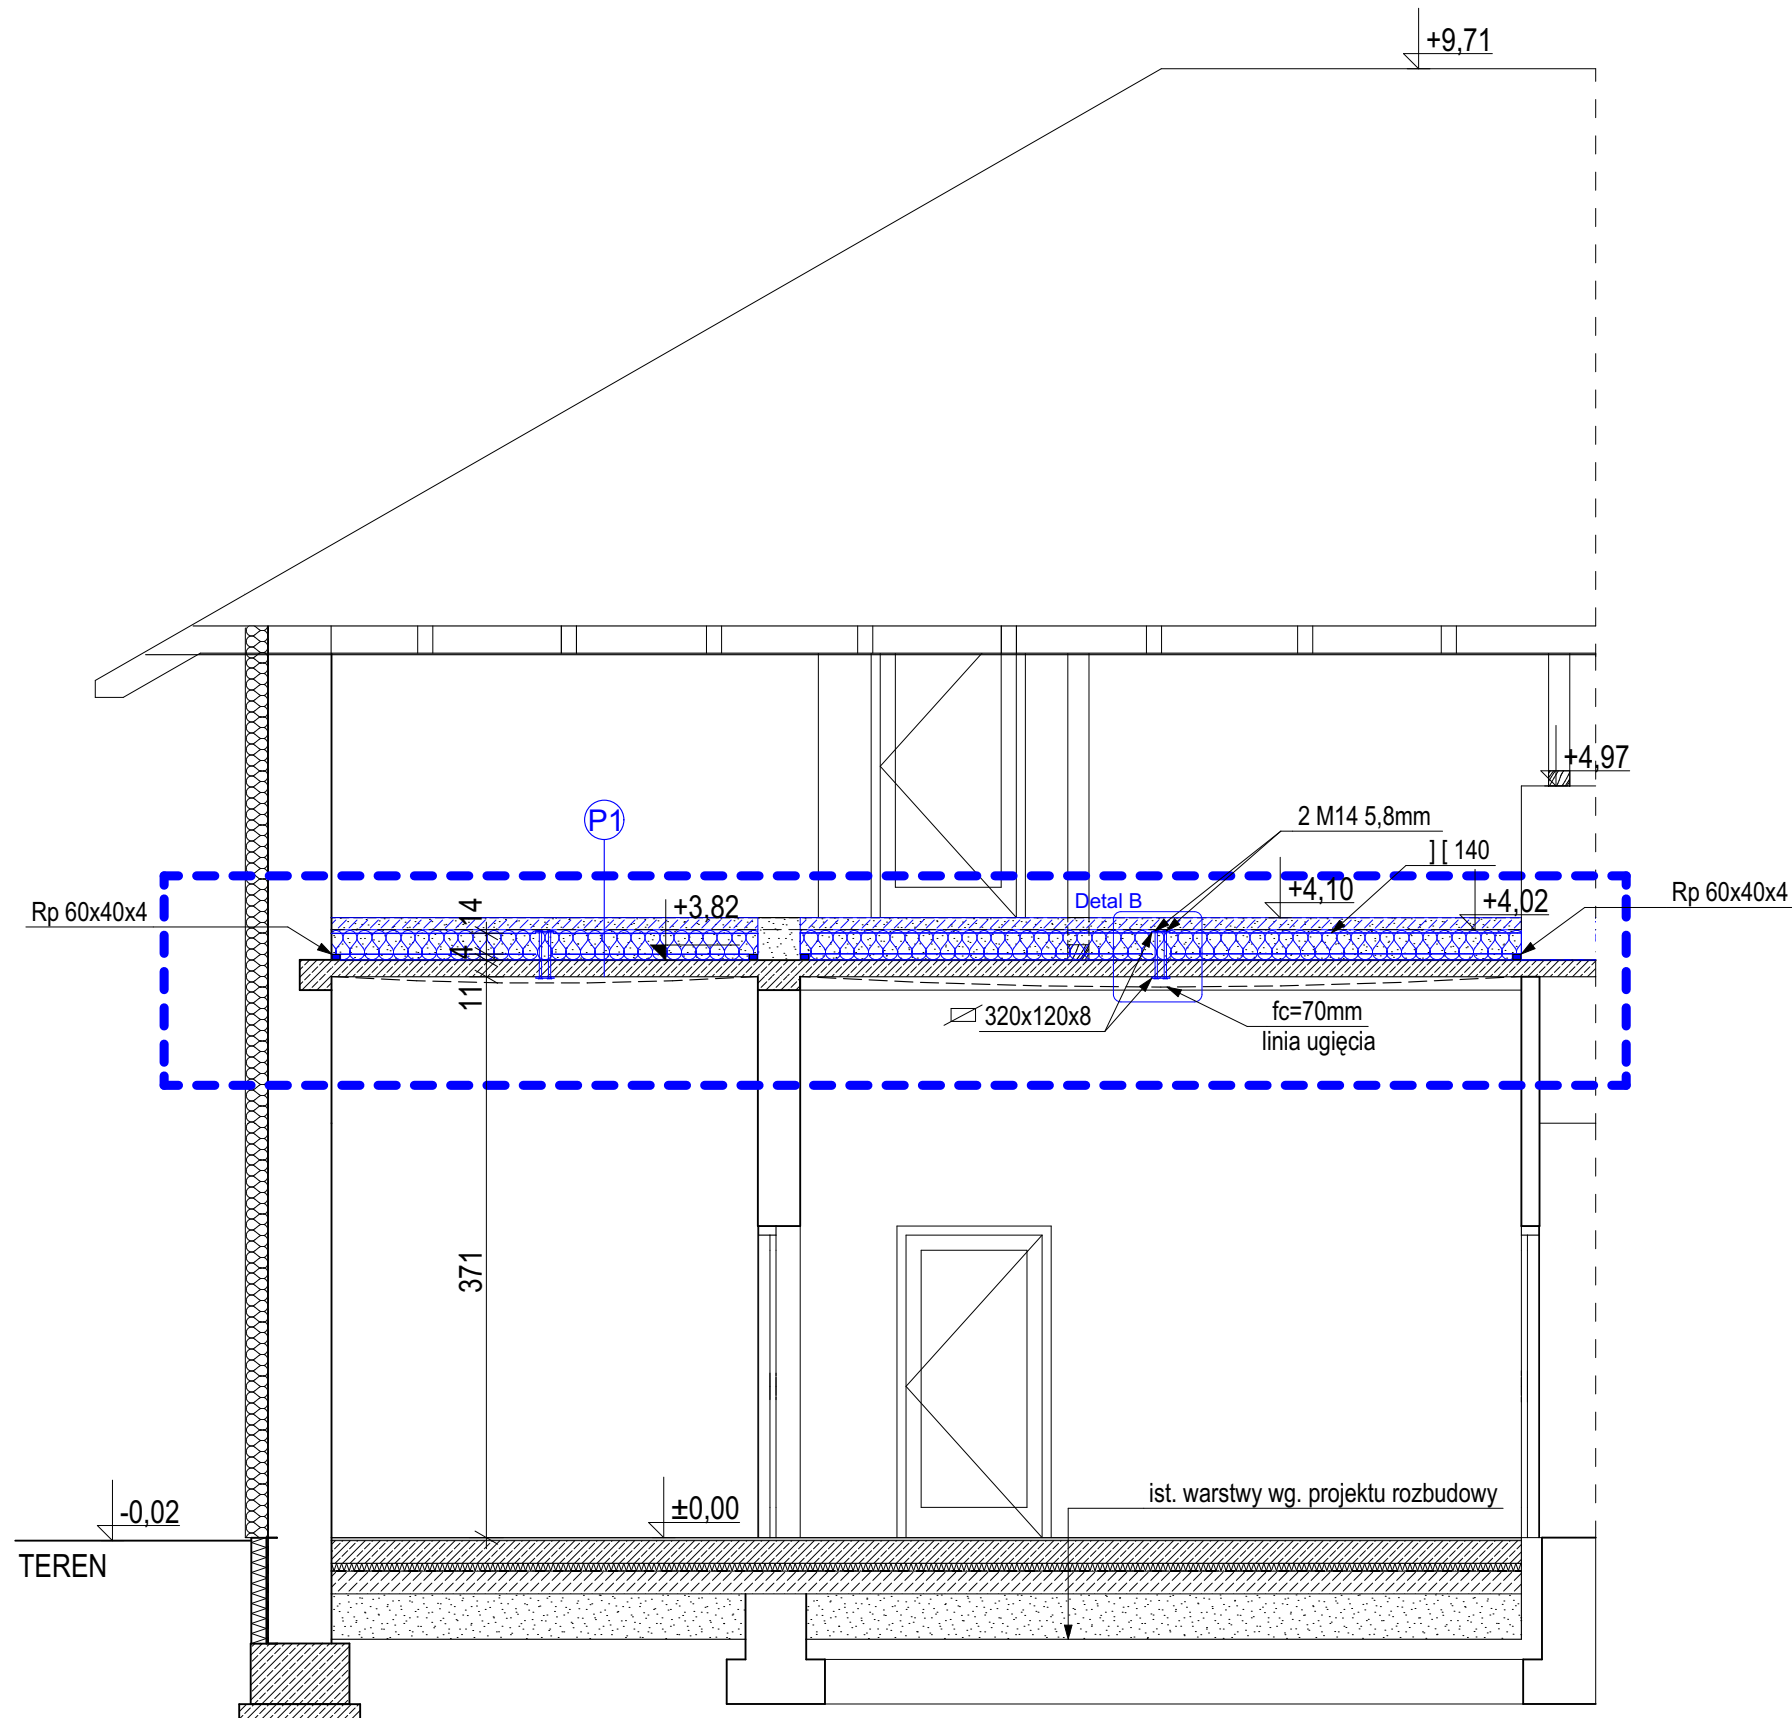 +9,71
+4,97
P1
2 M14 5,8mm
] [ 140
Rp 60x40x4
14
+3,82
Detal B
+4,10
+4,02
Rp 60x40x4
4
11
320x120x8
fc=70mm
linia ugięcia
371
ist. warstwy wg. projektu rozbudowy
-0,02
±0,00
TEREN